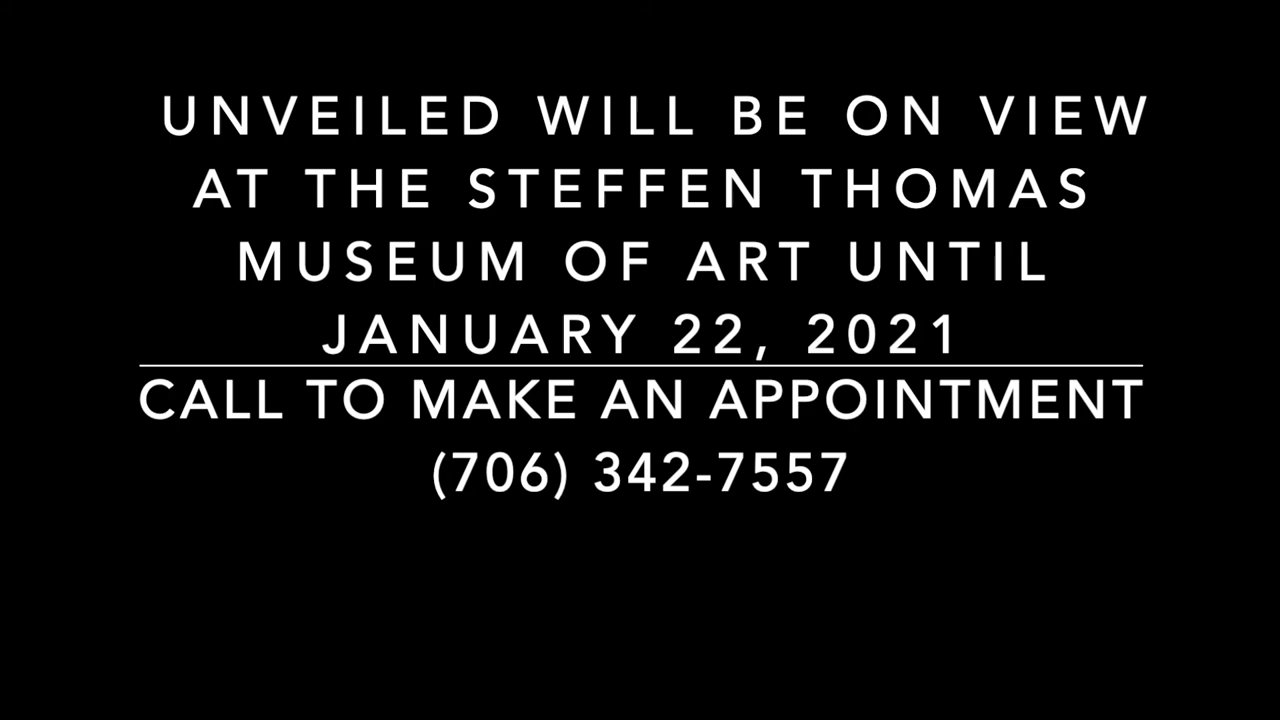 UNVEILED WILL BE ON VIEW
AT THE STEFFEN THOMAS
MUSEUM OF ART UNTIL
JANUARY 22, 2021
CALL TO MAKE AN APPOINTMENT
(706) 342-7557